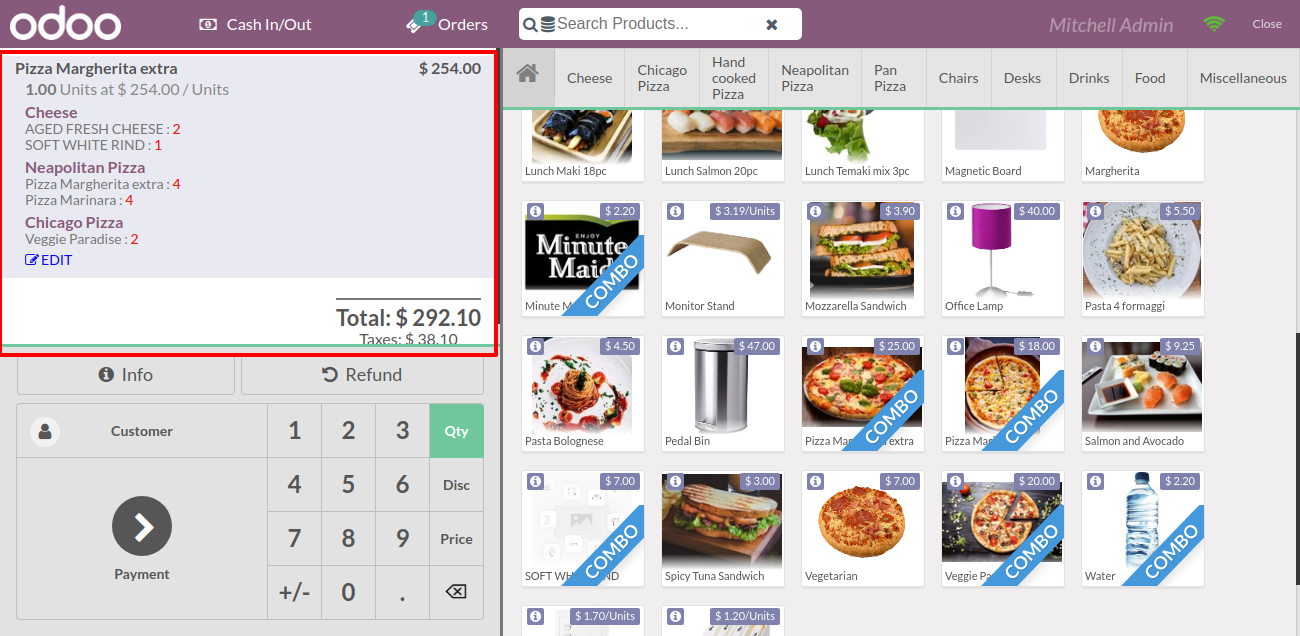 odoo
Cash In/Out
1
Orders
Search Products...
Mitchell Admin
Close
Pizza Margherita extra
$ 254.00
1.00 Units at $ 254.00 / Units
Cheese
AGED FRESH CHEESE : 2
SOFT WHITE RIND : 1
Neapolitan Pizza
Pizza Margherita extra : 4
Pizza Marinara : 4
Chicago Pizza
Veggie Paradise : 2
EDIT
Total: $ 292.10
Taxes: $ 38.10
Info
Refund
Customer
1
2
3
Qty
4
5
6
Disc
7
8
9
Price
+/-
0
.
Payment
Cheese
Chicago
Pizza
Hand
cooked
Pizza
Neapolitan
Pizza
Pan
Pizza
Chairs
Desks
Drinks
Food
Miscellaneous
Lunch Maki 18pc
Lunch Salmon 20pc
Lunch Temaki mix 3pc
Magnetic Board
Margherita
$ 2.20
ENJOY
Minute
Maid
COMBO
Minute M
$ 3.19/Units
Monitor Stand
$ 3.90
Mozzarella Sandwich
$ 40.00
Office Lamp
$ 5.50
Pasta 4 formaggi
$ 4.50
Pasta Bolognese
$ 47.00
Pedal Bin
$ 25.00
COMBO
Pizza Mar extra
$ 18.00
COMBO
Pizza Ma
$ 9.25
Salmon and Avocado
$ 7.00
COMBO
SOFT WH ND
$ 3.00
Spicy Tuna Sandwich
$ 7.00
Vegetarian
$ 20.00
COMBO
Veggie Pa
$ 2.20
COMBO
Water
$ 1.70/Units
$ 1.20/Units